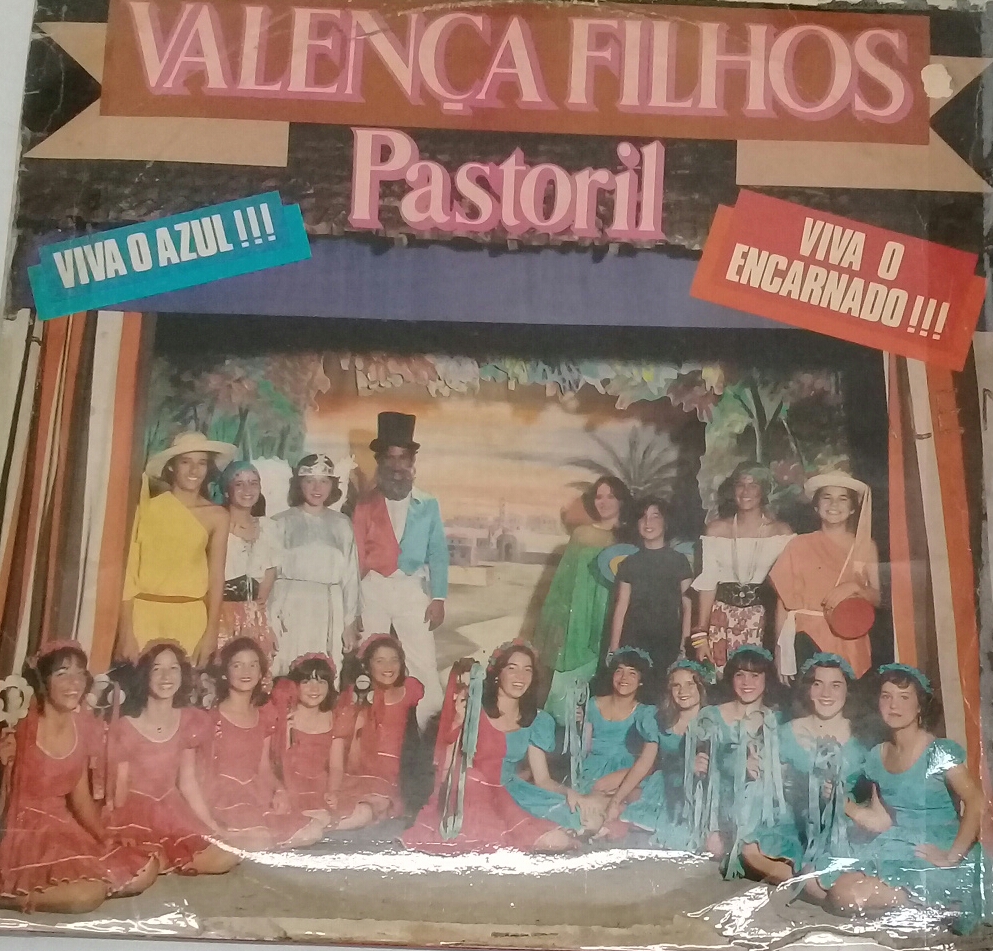 VALENÇA FILHOS
Pastoril
VIVA O AZUL !!!
VIVA O
ENCARNADO !!!